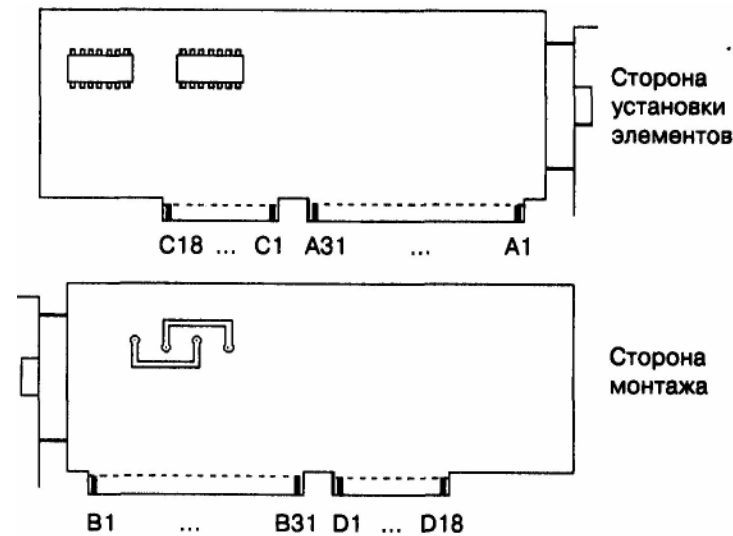 Сторона
установки
элементов
C18 ... C1 A31 ... A1
Сторона
монтажа
B1 ... B31 D1 ... D18